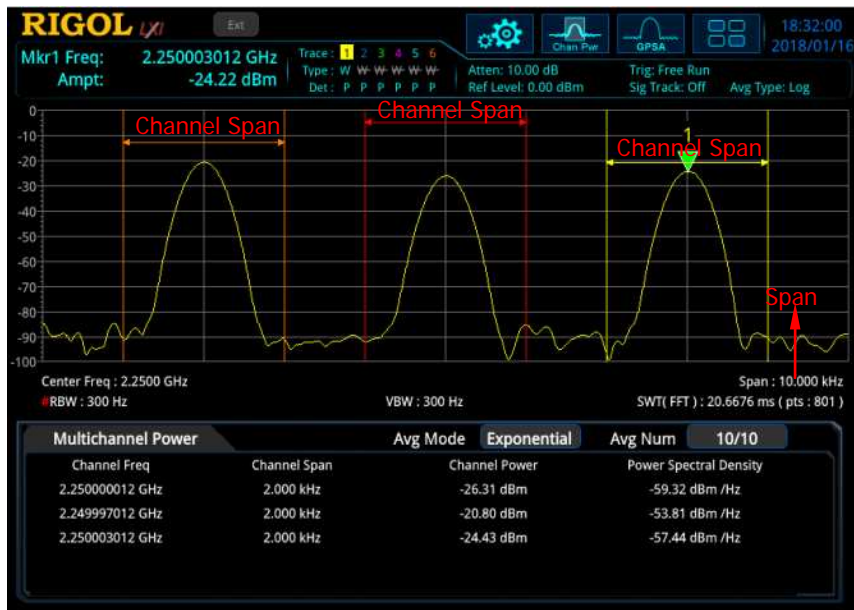 RIGOL LXI Ext 18:32:00
Chan Pwr GPSA 2018/01/16
Mkr1 Freq: 2.250003012 GHz
Ampt: -24.22 dBm
Trace: 1 2 3 4 5 6
Type: W W W W W W
Det: P P P P P P
Atten: 10.00 dB
Ref Level: 0.00 dBm
Trig: Free Run
Sig Track: Off Avg Type: Log
0
-10
-20
-30
-40
-50
-60
-70
-80
-90
-100
Channel Span
Channel Span
Channel Span
1
Span
Center Freq : 2.2500 GHz Span : 10.000 kHz
#RBW : 300 Hz VBW : 300 Hz SWT( FFT ) : 20.6676 ms ( pts : 801 )
Multichannel Power Avg Mode Exponential Avg Num 10/10
Channel Freq Channel Span Channel Power Power Spectral Density
2.250000012 GHz 2.000 kHz -26.31 dBm -59.32 dBm /Hz
2.249997012 GHz 2.000 kHz -20.80 dBm -53.81 dBm /Hz
2.250003012 GHz 2.000 kHz -24.43 dBm -57.44 dBm /Hz